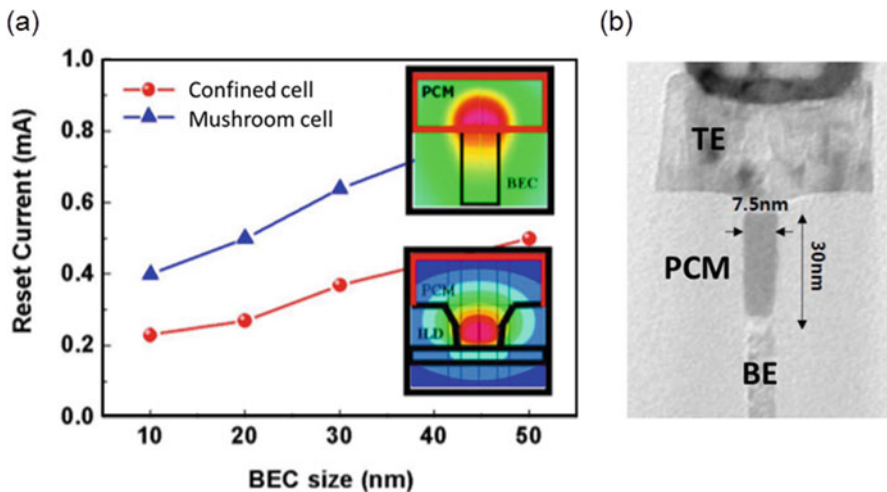 (a)
Reset Current (mA)
1.0
0.8
0.6
0.4
0.2
0.0
Confined cell
Mushroom cell
PCM
BEC
PCM
ILD
10
20
30
40
50
BEC size (nm)
(b)
TE
7.5nm
PCM
30nm
BE